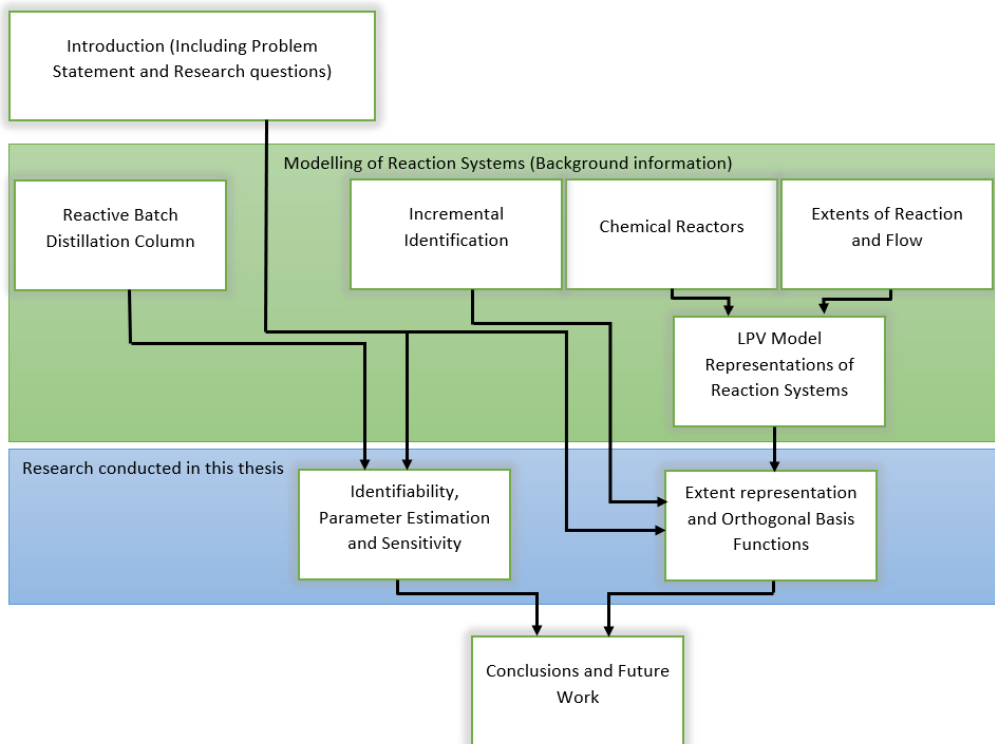 Introduction (Including Problem
Statement and Research questions)
Modelling of Reaction Systems (Background information)
Reactive Batch
Distillation Column
Incremental
Identification
Chemical Reactors
Extents of Reaction
and Flow
LPV Model
Representations of
Reaction Systems
Research conducted in this thesis
Identifiability,
Parameter Estimation
and Sensitivity
Extent representation
and Orthogonal Basis
Functions
Conclusions and Future
Work